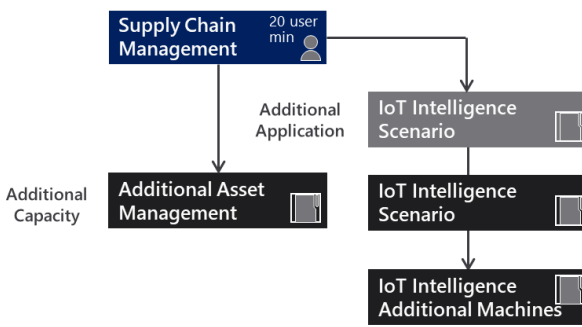 Supply Chain
Management
20 user
min
Additional
Application
IoT Intelligence
Scenario
Additional
Capacity
Additional Asset
Management
IoT Intelligence
Scenario
IoT Intelligence
Additional Machines